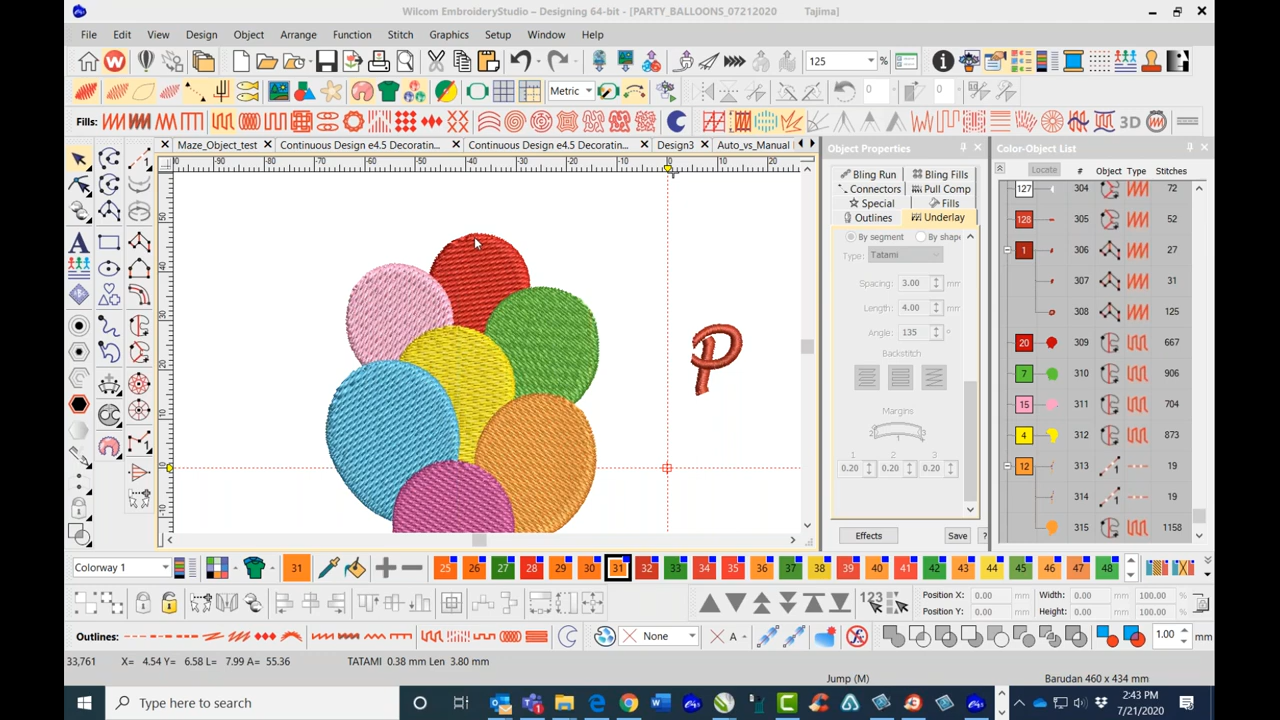 Wilcom EmbroideryStudio – Designing 64-bit - [PARTY_BALLOONS_07212020 Tajima]
File Edit View Design Object Arrange Function Stitch Graphics Setup Window Help
125
Metric 0 0
Fills: 3D
Maze_Object_test Continuous Design e4.5 Decoratin... Continuous Design e4.5 Decoratin... Design3 Auto_vs_Manual
Object Properties
Color-Object List
Bling Run Bling Fills
Connectors Pull Comp
Special Fills
Outlines Underlay
By segment By shape
Type: Tatami
Spacing: 3.00 mm
Length: 4.00 mm
Angle: 135 °
Backstitch
Margins
1 2 3
0.20 0.20 0.20
Effects Save ?
Locate # Object Type Stitches
127 304 72
128 305 52
1 306 27
307 31
308 125
20 309 667
7 310 906
15 311 704
4 312 873
12 313 19
314 19
315 1158
P
Colorway 1 31 25 26 27 28 29 30 31 32 33 34 35 36 37 38 39 40 41 42 43 44 45 46 47 48
123 Position X: 0.00 mm Width: 0.00 mm 100.00 %
Position Y: 0.00 mm Height: 0.00 mm 100.00 %
Outlines: None A 1.00 mm
33,761 X= 4.54 Y= 6.58 L= 7.99 A= 55.36 TATAMI 0.38 mm Len 3.80 mm
Jump (M) Barudan 460 mm x 434 mm
Type here to search
2:43 PM
7/21/2020